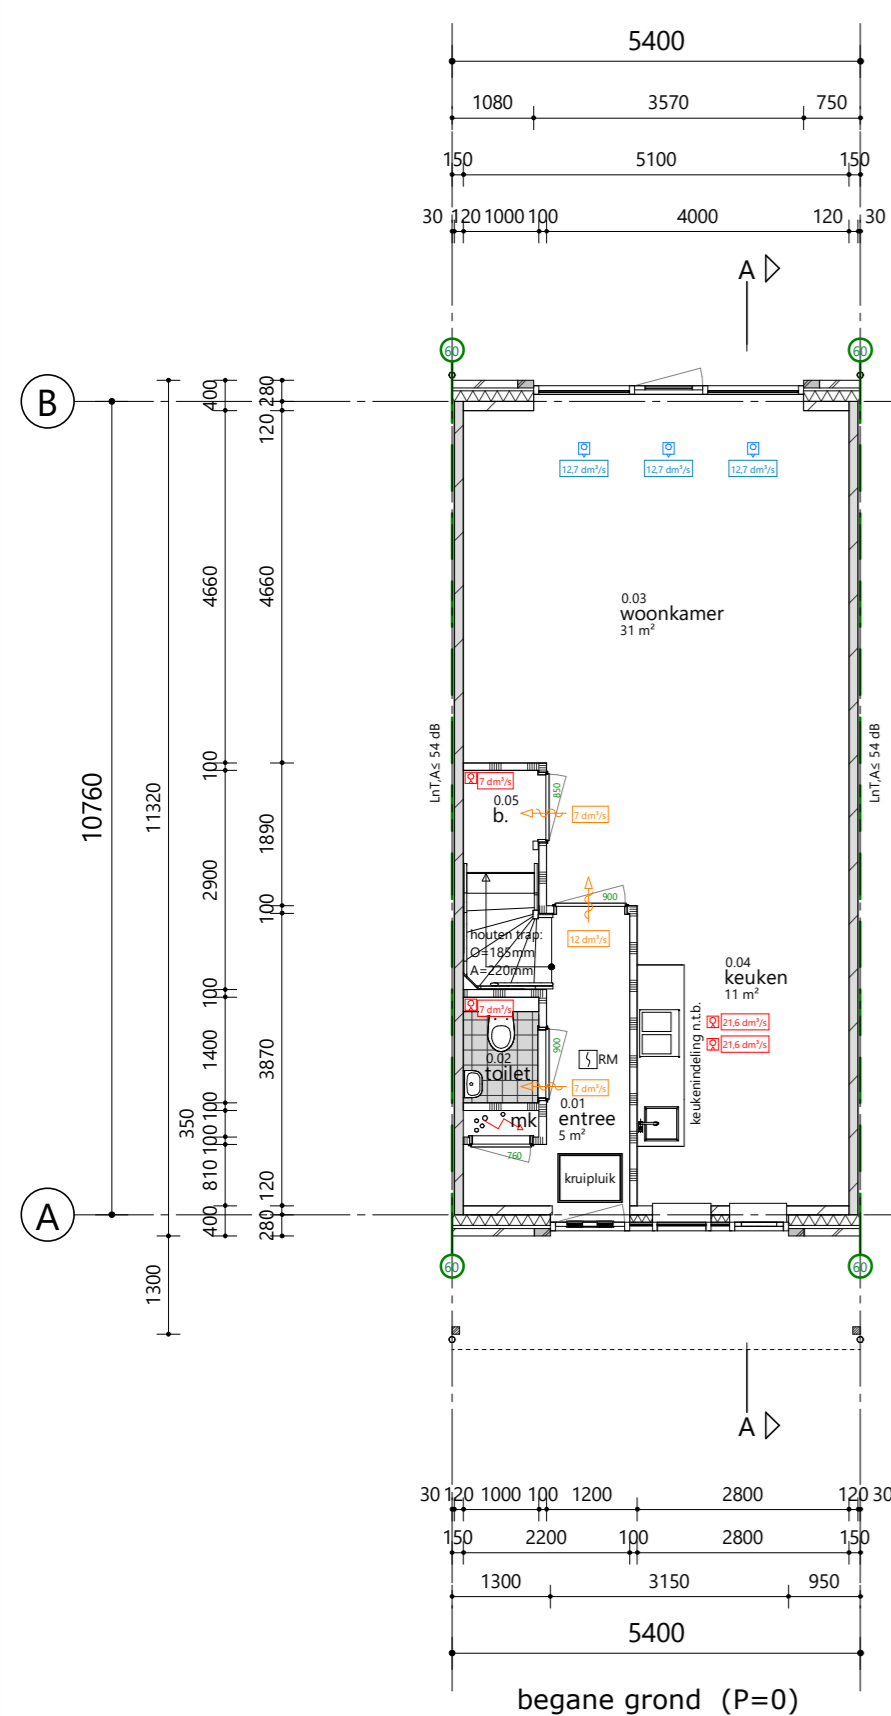 5400
1080 3570 750
150 5100 150
30 120 1000 100 4000 120 30
A
60 60
B
400 280
120
12,7 dm³/s 12,7 dm³/s 12,7 dm³/s
4660 4660
0.03
woonkamer
31 m²
LnT,A≤ 54 dB LnT,A≤ 54 dB
10760
11320
100
7 dm³/s
850
0.05
b.
7 dm³/s
1890
2900
100
900
12 dm³/s
houten trap:
O=185mm
A=220mm
0.04
keuken
11 m²
100
7 dm³/s
21,6 dm³/s
21,6 dm³/s
keukenindeling n.t.b.
1400
3870
900
0.02
toilet
RM
7 dm³/s
100
350
0.01
entree
5 m²
mk
100
760
810
120
kruipluik
A
400 280
60 60
1300
A
30 120 1000 100 1200 2800 120 30
150 2200 100 2800 150
1300 3150 950
5400
begane grond (P=0)